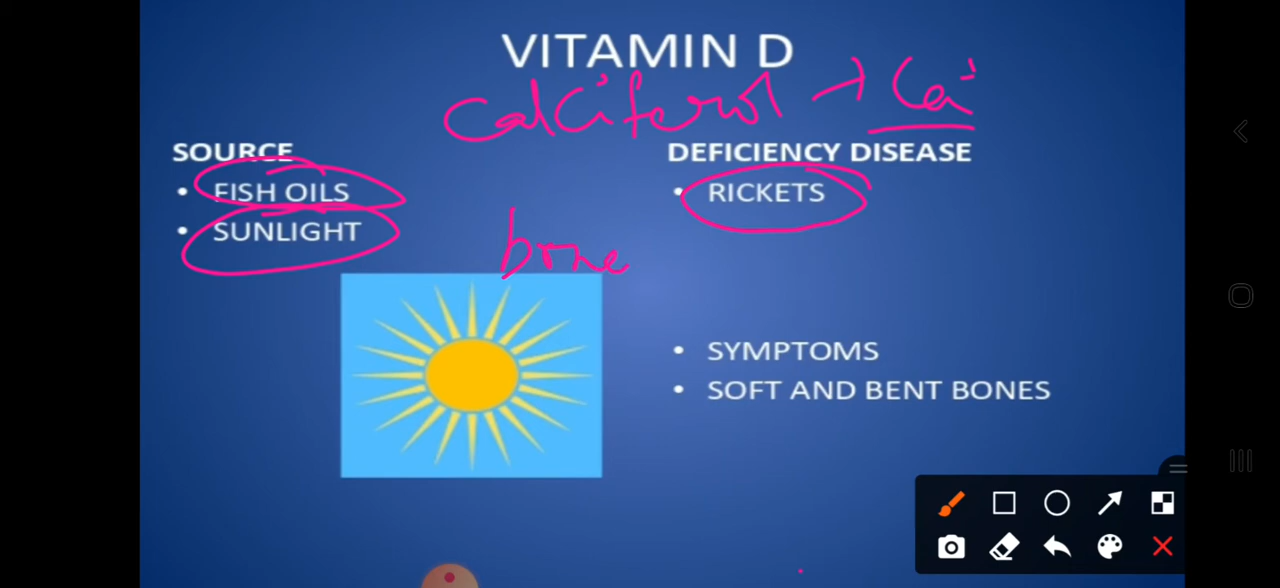 VITAMIN D
calciferol → Ca
SOURCE
• FISH OILS
• SUNLIGHT
DEFICIENCY DISEASE
• RICKETS
bone
• SYMPTOMS
• SOFT AND BENT BONES